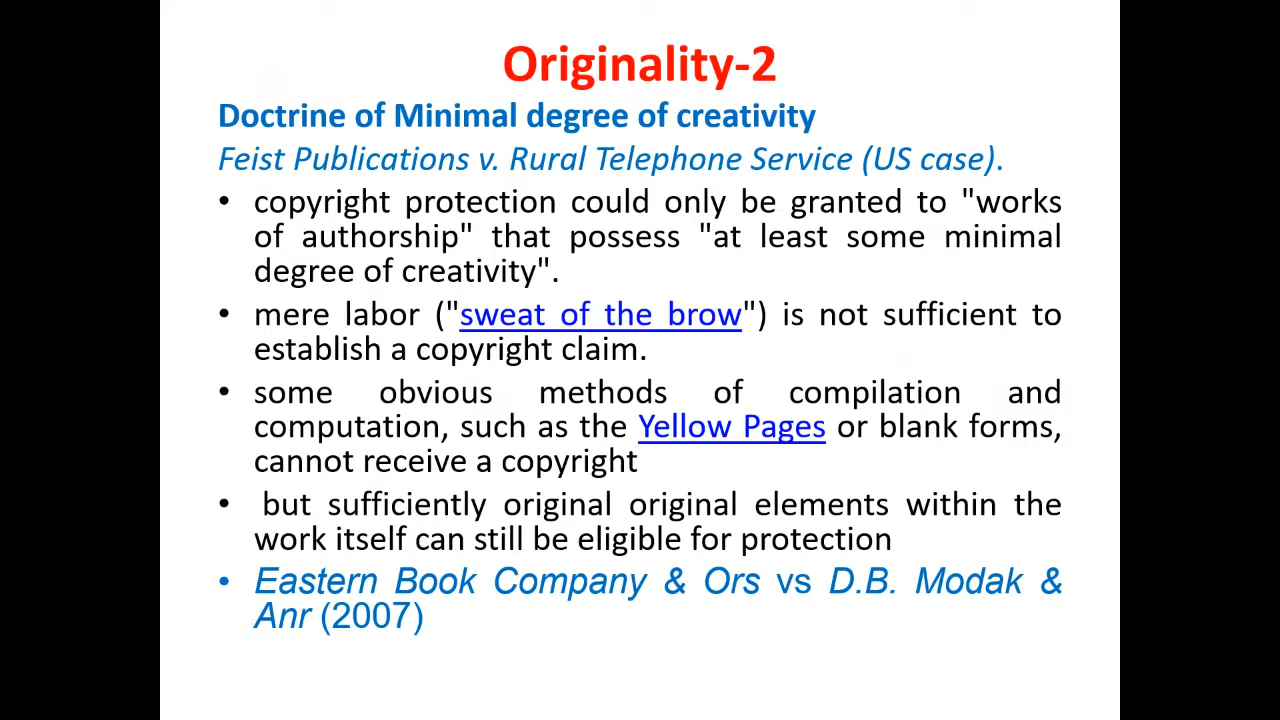 Originality-2
Doctrine of Minimal degree of creativity
Feist Publications v. Rural Telephone Service (US case).
• copyright protection could only be granted to "works
of authorship" that possess "at least some minimal
degree of creativity".
• mere labor ("sweat of the brow") is not sufficient to
establish a copyright claim.
• some obvious methods of compilation and
computation, such as the Yellow Pages or blank forms,
cannot receive a copyright
• but sufficiently original original elements within the
work itself can still be eligible for protection
• Eastern Book Company & Ors vs D.B. Modak &
Anr (2007)